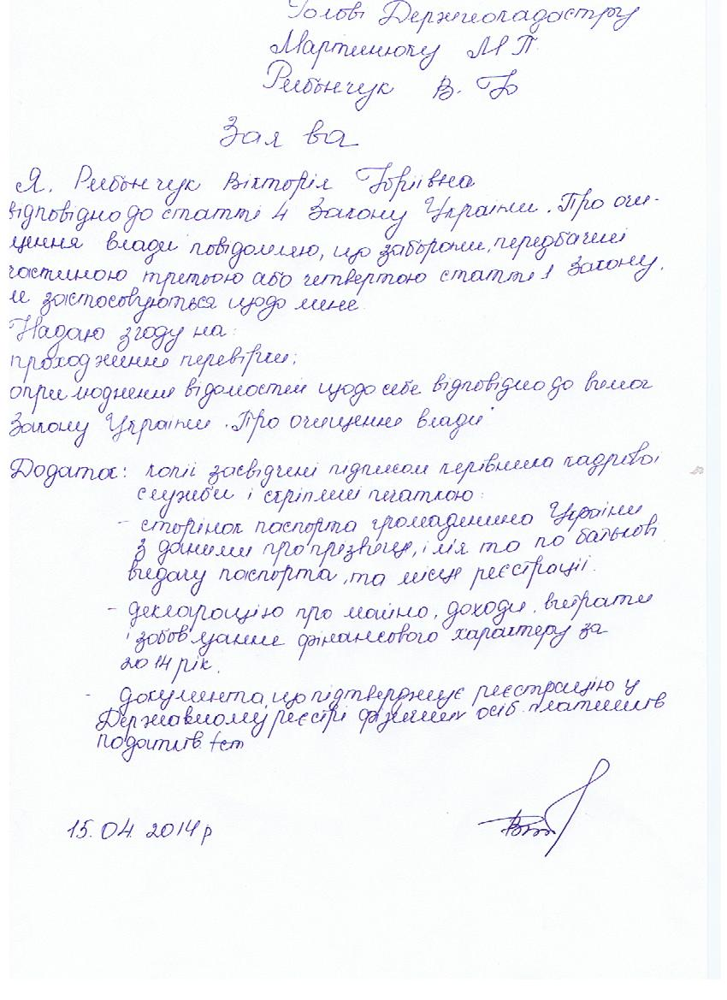 Голові Держгеокадастру
Мартинюку М П.
Рибончук В. Ю
Заява
Я. Рибончук Вікторія Юріївна
відповідно до статті 4 Закону України. Про очи-
щення влади повідомляю, що заборони, передбачені
частиною третьою або четвертою статті 1 Закону,
не застосовуються щодо мене.
Надаю згоду на:
проходження перевірки;
оприлюднення відомостей щодо себе відповідно до вимог
Закону України. Про очищення влади"
Додаток: копії засвідчені підписом керівника кадрової
служби і скріплені печаткою:
- сторінок паспорта громадянина України
з даними про прізвище, ім'я та по батькові
видачу паспорта, та місце реєстрації.
- декларацію про майно, доходи, витрати
і зобов'язання фінансового характеру за
2014 рік.
- документа, що підтверджує реєстрацію у
Державному реєстрі фізичних осіб платників
податків.
15.04. 2014 р